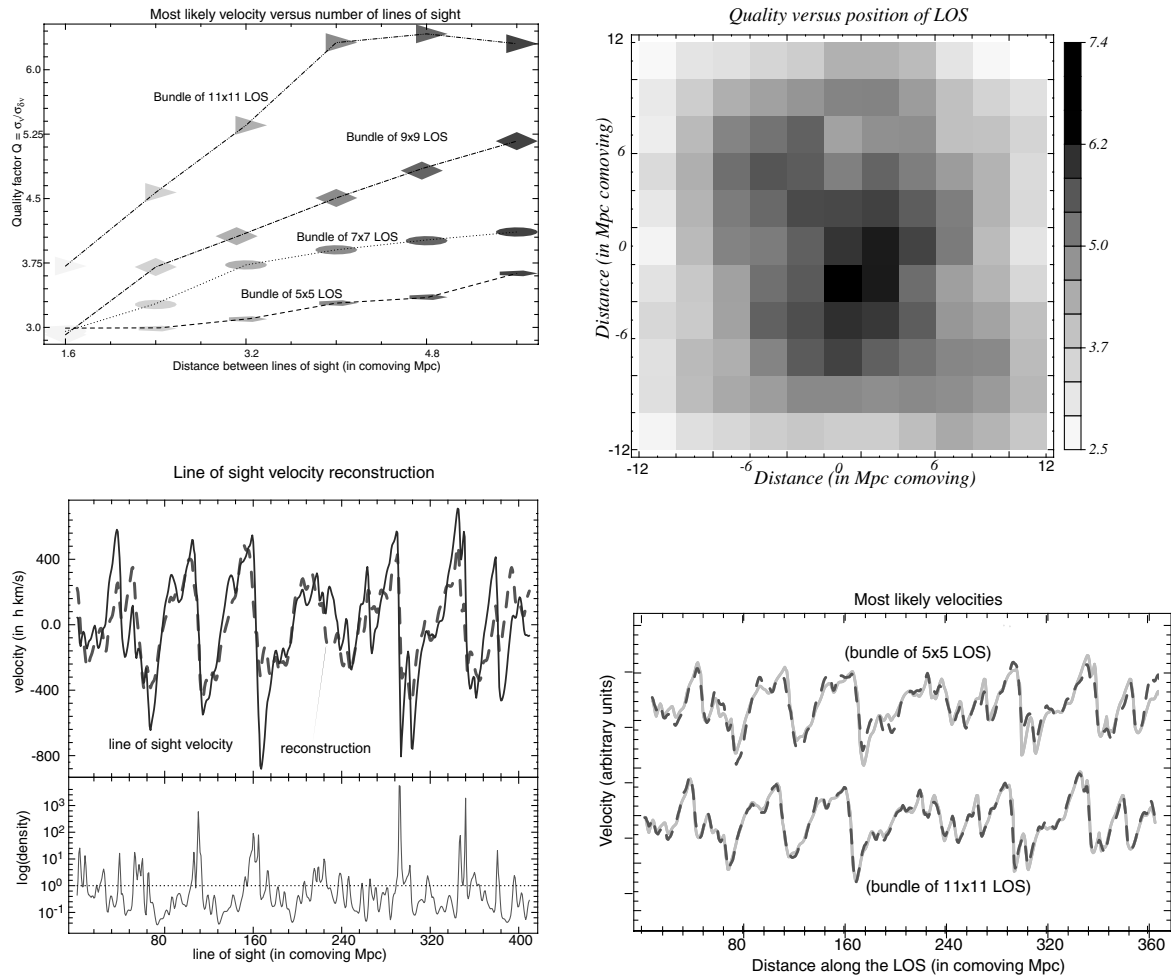 Most likely velocity versus number of lines of sight
Quality factor Q = σv/σδv
6.0
5.25
4.5
3.75
3.0
Bundle of 11x11 LOS
Bundle of 9x9 LOS
Bundle of 7x7 LOS
Bundle of 5x5 LOS
1.6
3.2
4.8
Distance between lines of sight (in comoving Mpc)
Quality versus position of LOS
Distance (in Mpc comoving)
12
6
0
-6
-12
-12
-6
0
6
12
Distance (in Mpc comoving)
7.4
6.2
5.0
3.7
2.5
Line of sight velocity reconstruction
velocity (in h km/s)
400
0.0
-400
-800
line of sight velocity
reconstruction
log(density)
10³
10²
10¹
10⁰
10⁻¹
80
160
240
320
400
line of sight (in comoving Mpc)
Most likely velocities
Velocity (arbitrary units)
(bundle of 5x5 LOS)
(bundle of 11x11 LOS)
80
160
240
320
360
Distance along the LOS (in comoving Mpc)